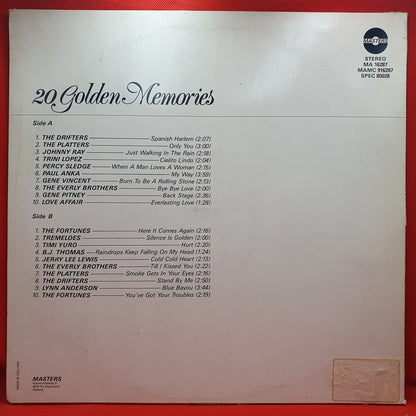 MASTERS
STEREO
MA 16287
MAMC 916287
SPEC 85028
20 Golden Memories
Side A
1. THE DRIFTERS Spanish Harlem (2:07)
2. THE PLATTERS Only You (3:00)
3. JOHNNY RAY Just Walking In The Rain (2:18)
4. TRINI LOPEZ Cielito Lindo (2:04)
5. PERCY SLEDGE When A Man Loves A Woman (2:15)
6. PAUL ANKA My Way (3:59)
7. GENE VINCENT Born To Be A Rolling Stone (2:13)
8. THE EVERLY BROTHERS Bye Bye Love (2:00)
9. GENE PITNEY Back Stage (2:36)
10. LOVE AFFAIR Everlasting Love (1:28)
Side B
1. THE FORTUNES Here It Comes Again (2:16)
2. TREMELOES Silence Is Golden (2:00)
3. TIMI YURO Hurt (2:20)
4. B.J. THOMAS Raindrops Keep Falling On My Head (1:24)
5. JERRY LEE LEWIS Cold Cold Heart (2:13)
6. THE EVERLY BROTHERS Till I Kissed You (2:22)
7. THE PLATTERS Smoke Gets In Your Eyes (2:16)
8. THE DRIFTERS Stand By Me (2:50)
9. LYNN ANDERSON Blue Bayou (3:44)
10. THE FORTUNES You've Got Your Troubles (2:19)
MADE IN HOLLAND
MASTERS